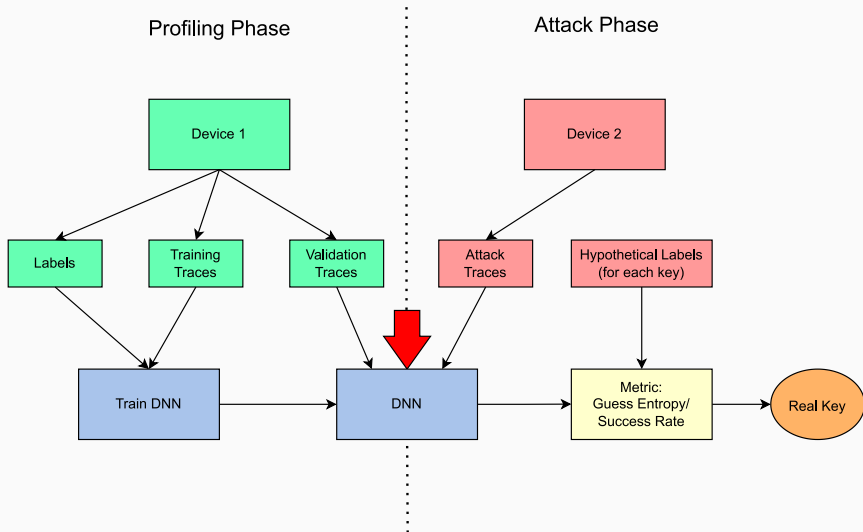 Profiling Phase
Attack Phase
Device 1
Device 2
Labels
Training
Traces
Validation
Traces
Attack
Traces
Hypothetical Labels
(for each key)
Train DNN
DNN
Metric:
Guess Entropy/
Success Rate
Real Key